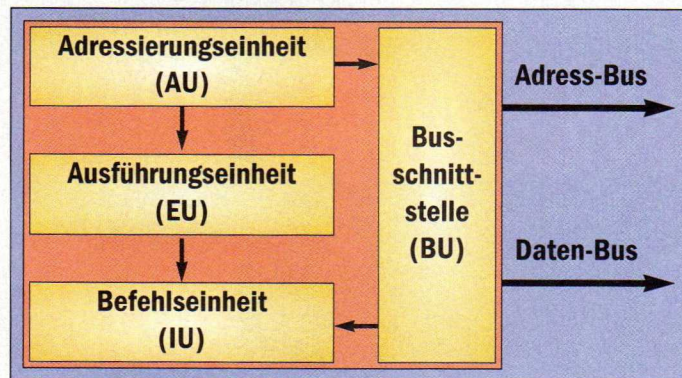 Adressierungseinheit
(AU)
Ausführungseinheit
(EU)
Befehlseinheit
(IU)
Bus-
schnitt-
stelle
(BU)
Adress-Bus
Daten-Bus